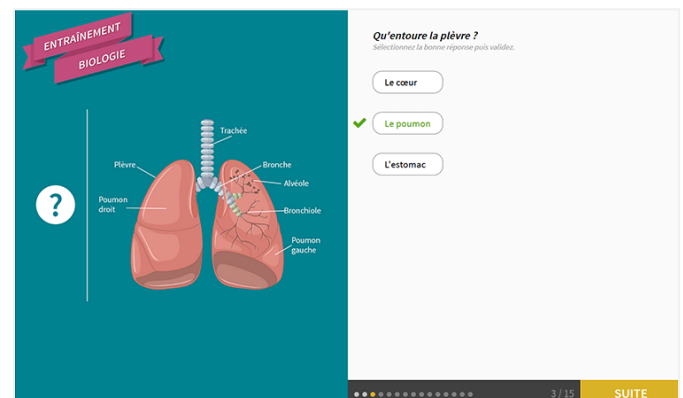 ENTRAÎNEMENT
BIOLOGIE
Trachée
Plèvre
Bronche
Alvéole
Poumon
droit
Bronchiole
Poumon
gauche
?
Qu'entoure la plèvre ?
Sélectionnez la bonne réponse puis validez.
Le cœur
Le poumon
L'estomac
3 / 15
SUITE